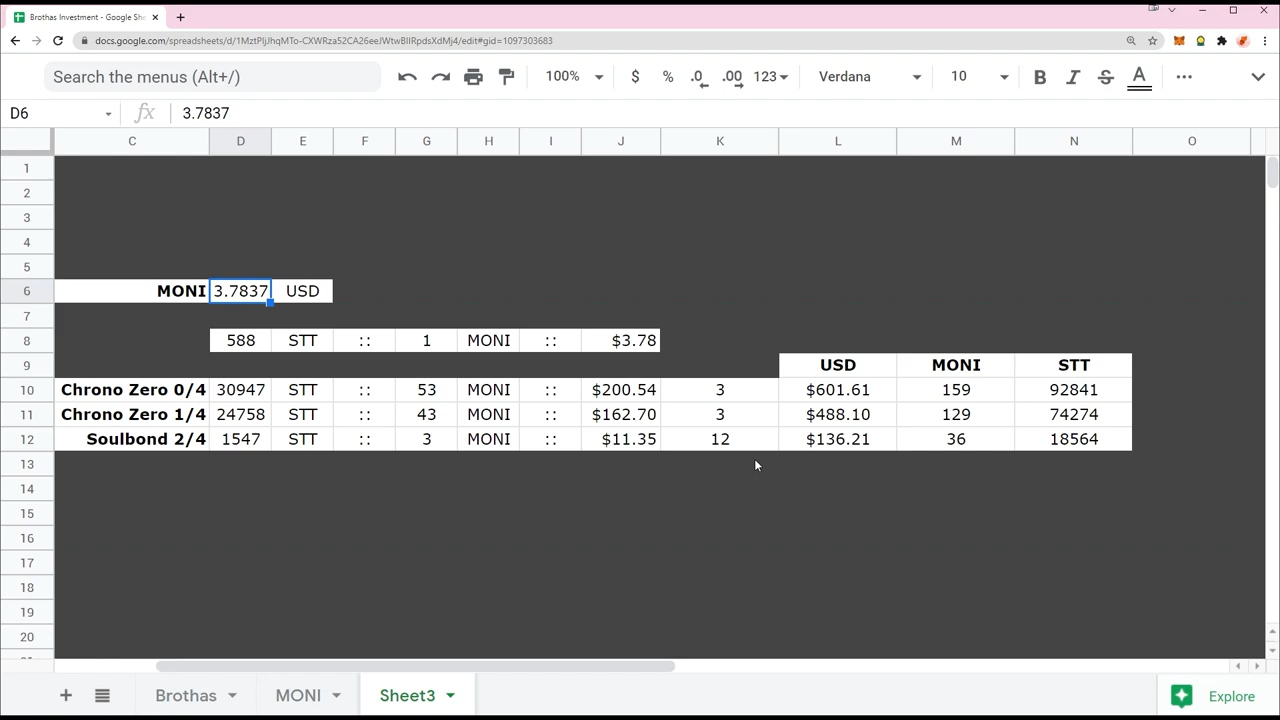 Brothas Investment - Google She
docs.google.com/spreadsheets/d/1MztPIjJhqMTo-CXWRza52CA26eeJWtwBIIRpdsXdMj4/edit#gid=1097303683
Search the menus (Alt+/) 100% $ % .0 .00 123 Verdana 10 B I S A
D6 fx 3.7837
C D E F G H I J K L M N O
1
2
3
4
5
6 MONI 3.7837 USD
7
8 588 STT :: 1 MONI :: $3.78
9 USD MONI STT
10 Chrono Zero 0/4 30947 STT :: 53 MONI :: $200.54 3 $601.61 159 92841
11 Chrono Zero 1/4 24758 STT :: 43 MONI :: $162.70 3 $488.10 129 74274
12 Soulbond 2/4 1547 STT :: 3 MONI :: $11.35 12 $136.21 36 18564
13
14
15
16
17
18
19
20
Brothas MONI Sheet3 Explore